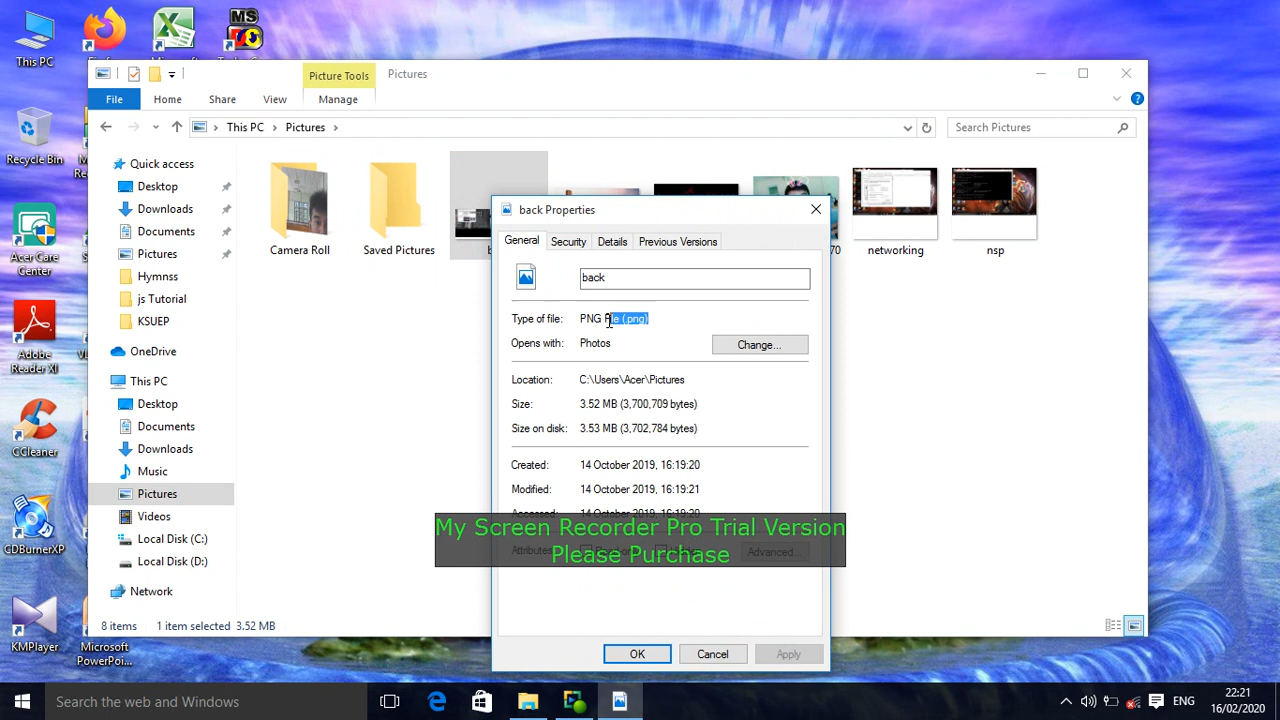 This PC
MS
Recycle Bin
Acer Care
Center
Adobe
Reader XI
CCleaner
CDBurnerXP
KMPlayer
Microsoft
PowerPoi...
Picture Tools
Pictures
File
Home
Share
View
Manage
This PC
Pictures
Search Pictures
Quick access
Desktop
Downloads
Documents
Pictures
Hymnss
js Tutorial
KSUEP
OneDrive
This PC
Desktop
Documents
Downloads
Music
Pictures
Videos
Local Disk (C:)
Local Disk (D:)
Network
Camera Roll
Saved Pictures
networking
nsp
8 items
1 item selected 3.52 MB
back Properties
General
Security
Details
Previous Versions
back
Type of file: PNG File (.png)
Opens with: Photos
Change...
Location: C:\Users\Acer\Pictures
Size: 3.52 MB (3,700,709 bytes)
Size on disk: 3.53 MB (3,702,784 bytes)
Created: 14 October 2019, 16:19:20
Modified: 14 October 2019, 16:19:21
Accessed: 14 October 2019, 16:19:20
My Screen Recorder Pro Trial Version
Please Purchase
Attributes:
Advanced...
OK
Cancel
Apply
Search the web and Windows
ENG
22:21
16/02/2020